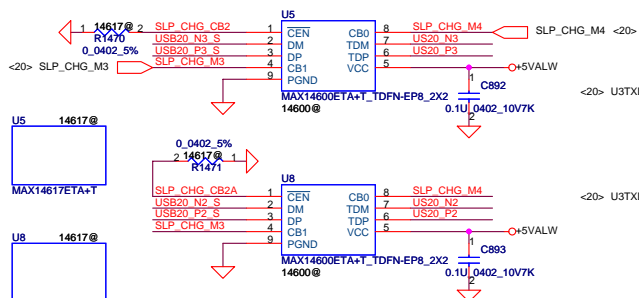 U5
14617@
SLP_CHG_CB2
2
1
R1470
0_0402_5%
1
CEN
CB0
8
SLP_CHG_M4
SLP_CHG_M4 <20>
USB20_N3_S
2
DM
TDM
7
US20_N3
USB20_P3_S
3
DP
TDP
6
US20_P3
<20> SLP_CHG_M3
SLP_CHG_M3
4
CB1
VCC
5
+5VALW
9
PGND
1
C892
<20> U3TX
MAX14600ETA+T_TDFN-EP8_2X2
14600@
0.1U_0402_10V7K
2
U5 14617@
MAX14617ETA+T
0_0402_5%
14617@
2
1
R1471
U8
SLP_CHG_CB2A
1
CEN
CB0
8
SLP_CHG_M4
USB20_N2_S
2
DM
TDM
7
US20_N2
<20> U3TX
USB20_P2_S
3
DP
TDP
6
US20_P2
SLP_CHG_M3
4
CB1
VCC
5
+5VALW
9
PGND
U8 14617@
1
C893
MAX14600ETA+T_TDFN-EP8_2X2
14600@
0.1U_0402_10V7K
2